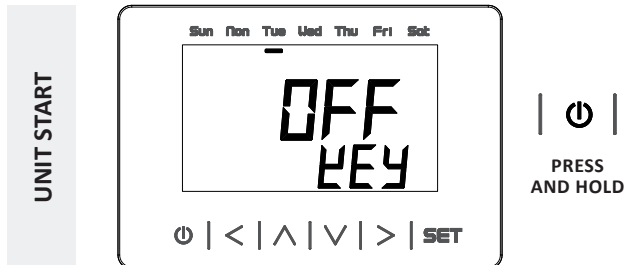 UNIT START
Sun Mon Tue Wed Thu Fri Sat
OFF
KEY
SET
PRESS
AND HOLD